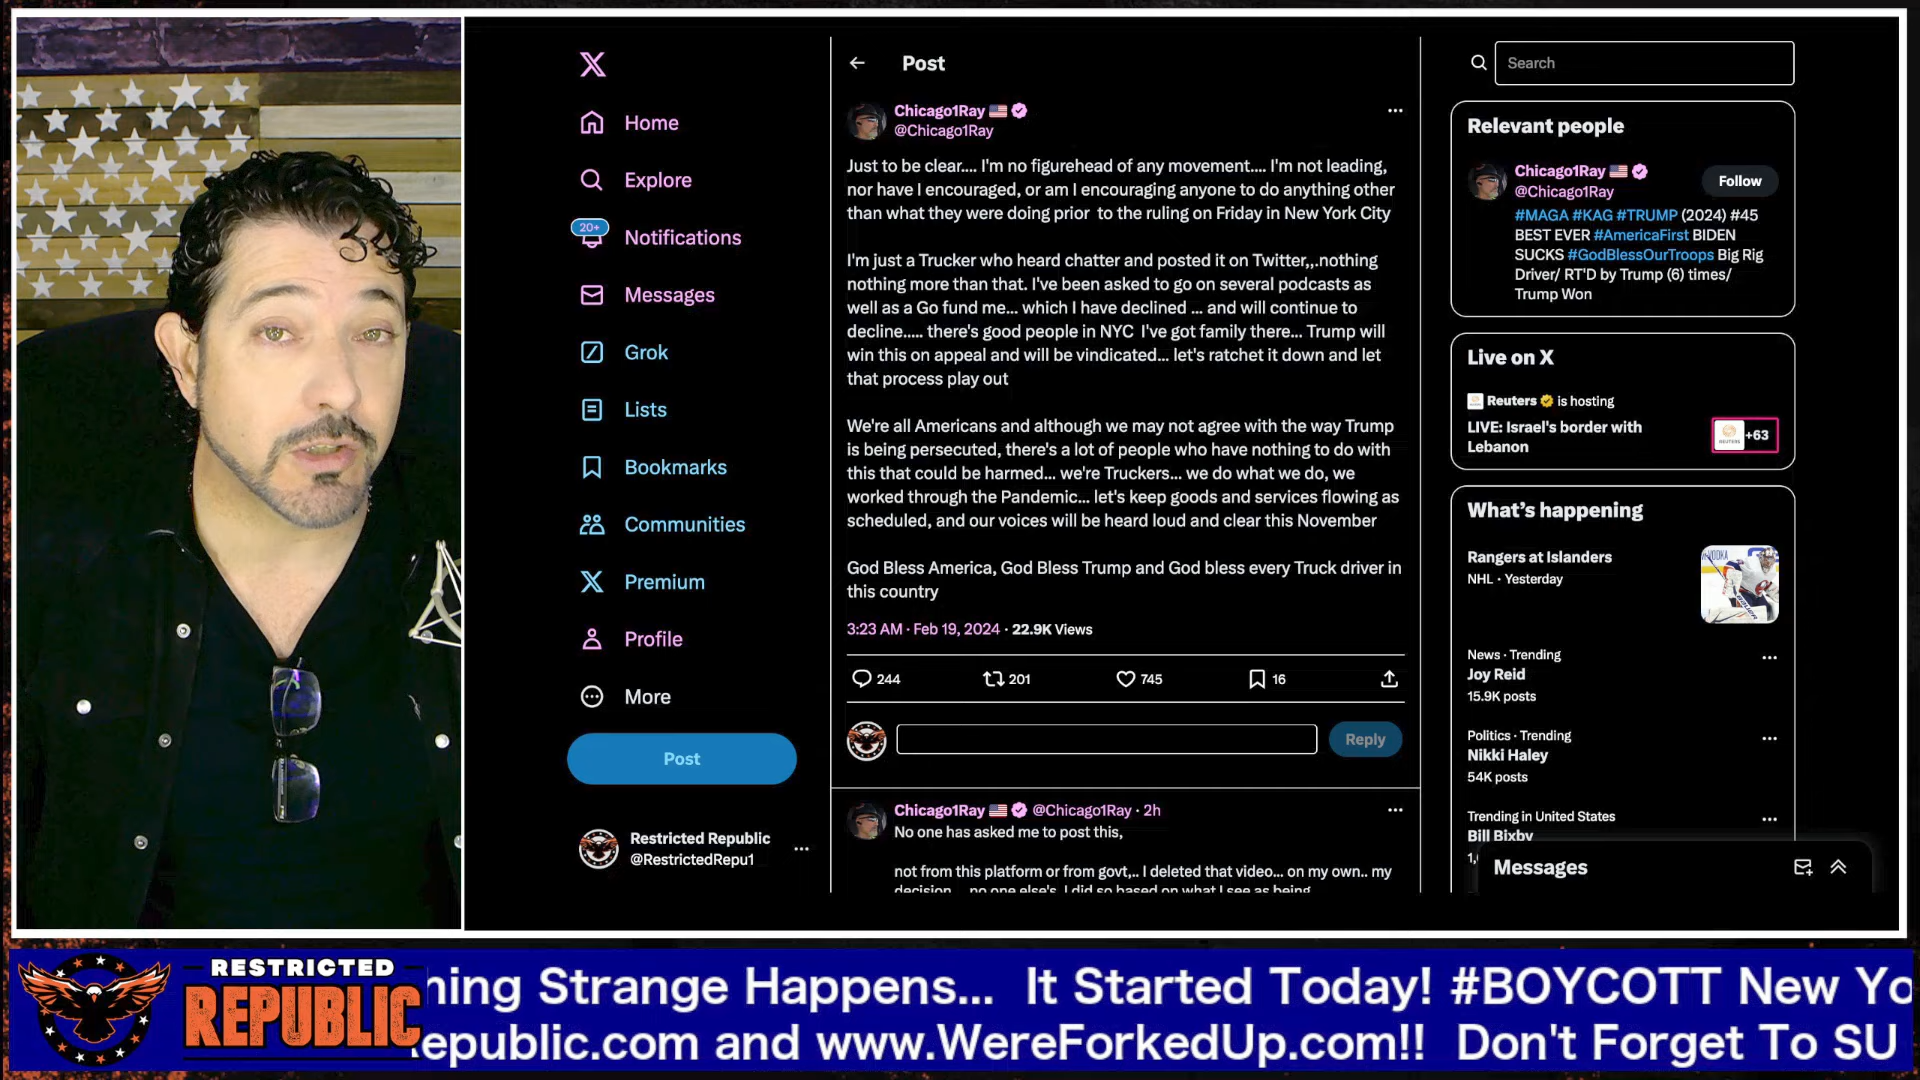 Home
Explore
20+
Notifications
Messages
Grok
Lists
Bookmarks
Communities
Premium
Profile
More
Post
Restricted Republic
@RestrictedRepu1
Post
Chicago1Ray
@Chicago1Ray
Just to be clear.... I'm no figurehead of any movement.... I'm not leading,
nor have I encouraged, or am I encouraging anyone to do anything other
than what they were doing prior to the ruling on Friday in New York City
I'm just a Trucker who heard chatter and posted it on Twitter,,.nothing
nothing more than that. I've been asked to go on several podcasts as
well as a Go fund me... which I have declined ... and will continue to
decline..... there's good people in NYC I've got family there... Trump will
win this on appeal and will be vindicated... let's ratchet it down and let
that process play out
We're all Americans and although we may not agree with the way Trump
is being persecuted, there's a lot of people who have nothing to do with
this that could be harmed... we're Truckers... we do what we do, we
worked through the Pandemic... let's keep goods and services flowing as
scheduled, and our voices will be heard loud and clear this November
God Bless America, God Bless Trump and God bless every Truck driver in
this country
3:23 AM · Feb 19, 2024 · 22.9K Views
244 201 745 16
Reply
Chicago1Ray @Chicago1Ray · 2h
No one has asked me to post this,
not from this platform or from govt,.. I deleted that video... on my own.. my
decision no one else's I did so based on what I see as being
Search
Relevant people
Chicago1Ray
@Chicago1Ray
Follow
#MAGA #KAG #TRUMP (2024) #45
BEST EVER #AmericaFirst BIDEN
SUCKS #GodBlessOurTroops Big Rig
Driver/ RT'D by Trump (6) times/
Trump Won
Live on X
Reuters is hosting
LIVE: Israel's border with
Lebanon
REUTERS
+63
What's happening
Rangers at Islanders
NHL · Yesterday
News · Trending
Joy Reid
15.9K posts
Politics · Trending
Nikki Haley
54K posts
Trending in United States
Bill Bixby
Messages
RESTRICTED
REPUBLIC
hing Strange Happens... It Started Today! #BOYCOTT New Yo
epublic.com and www.WereForkedUp.com!! Don't Forget To SU